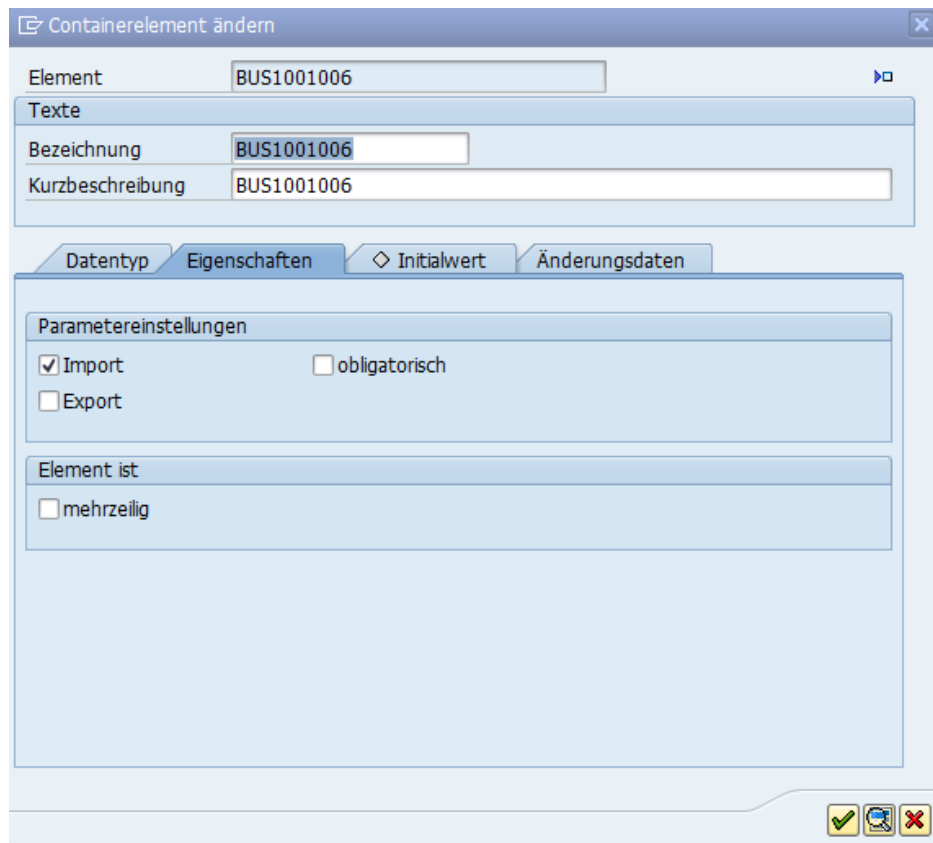 Containerelement ändern
Element BUS1001006
Texte
Bezeichnung BUS1001006
Kurzbeschreibung BUS1001006
Datentyp Eigenschaften Initialwert Änderungsdaten
Parametereinstellungen
Import obligatorisch
Export
Element ist
mehrzeilig